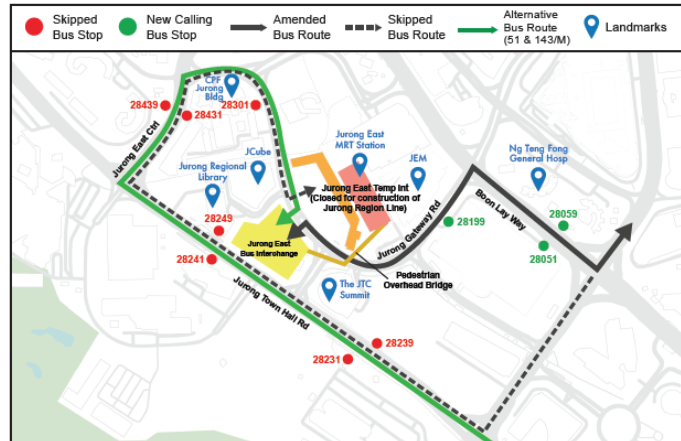 Skipped
Bus Stop
New Calling
Bus Stop
Amended
Bus Route
Skipped
Bus Route
Alternative
Bus Route
(51 & 143/M)
Landmarks
CPF
Jurong
Bldg
28439
28301
28431
Jurong East Ctrl
JCube
Jurong Regional
Library
Jurong East
MRT Station
JEM
Ng Teng Fong
General Hosp
Jurong East Temp Int
(Closed for construction of
Jurong Region Line)
Boon Lay Way
28249
28199
28059
Jurong Gateway Rd
Jurong East
Bus Interchange
28051
28241
Pedestrian
Overhead Bridge
Jurong Town Hall Rd
The JTC
Summit
28239
28231